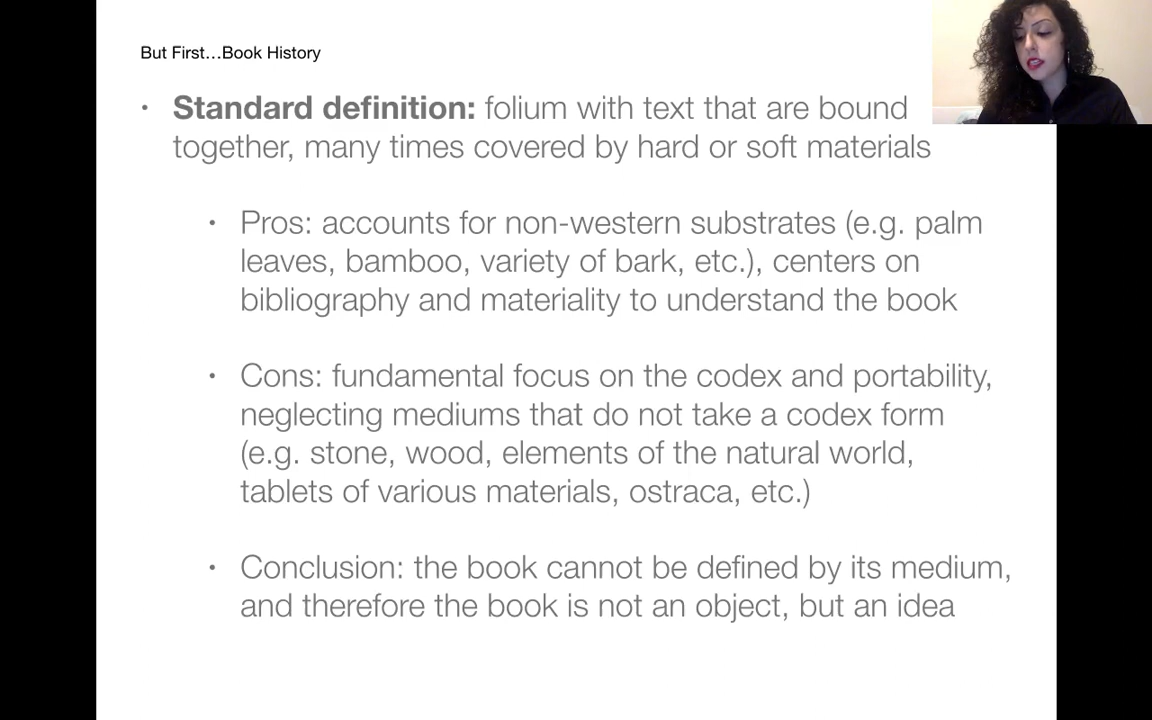 But First...Book History
• Standard definition: folium with text that are bound
together, many times covered by hard or soft materials
• Pros: accounts for non-western substrates (e.g. palm
leaves, bamboo, variety of bark, etc.), centers on
bibliography and materiality to understand the book
• Cons: fundamental focus on the codex and portability,
neglecting mediums that do not take a codex form
(e.g. stone, wood, elements of the natural world,
tablets of various materials, ostraca, etc.)
• Conclusion: the book cannot be defined by its medium,
and therefore the book is not an object, but an idea